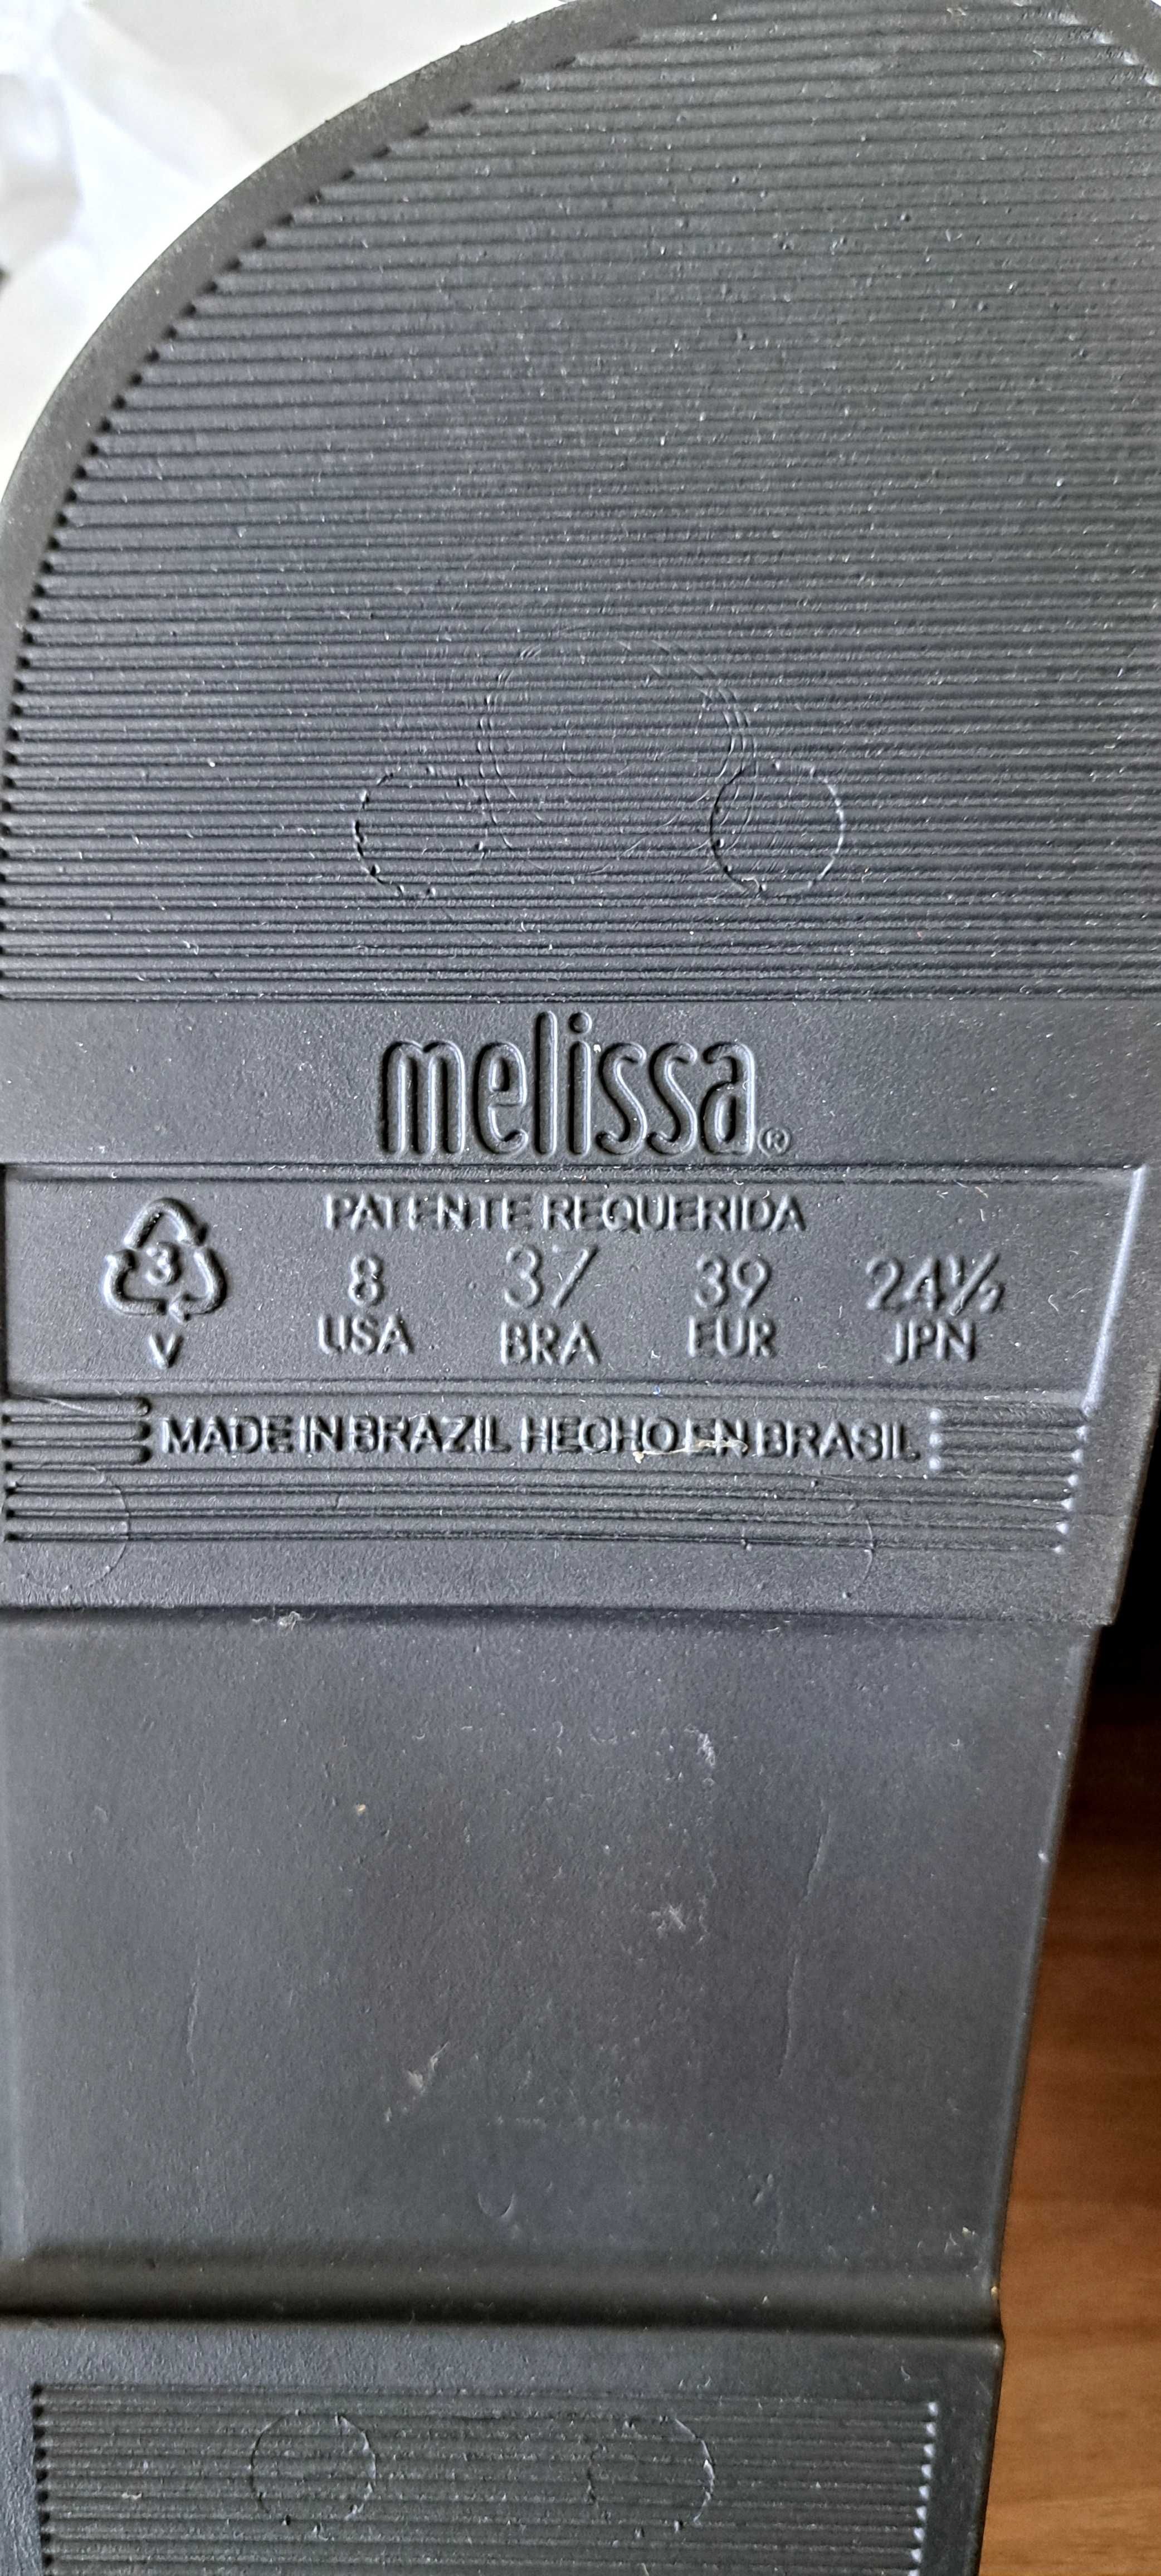 melissa®
PATENTE REQUERIDA
3 8 37 39 24½
V USA BRA EUR JPN
MADE IN BRAZIL HECHO EN BRASIL